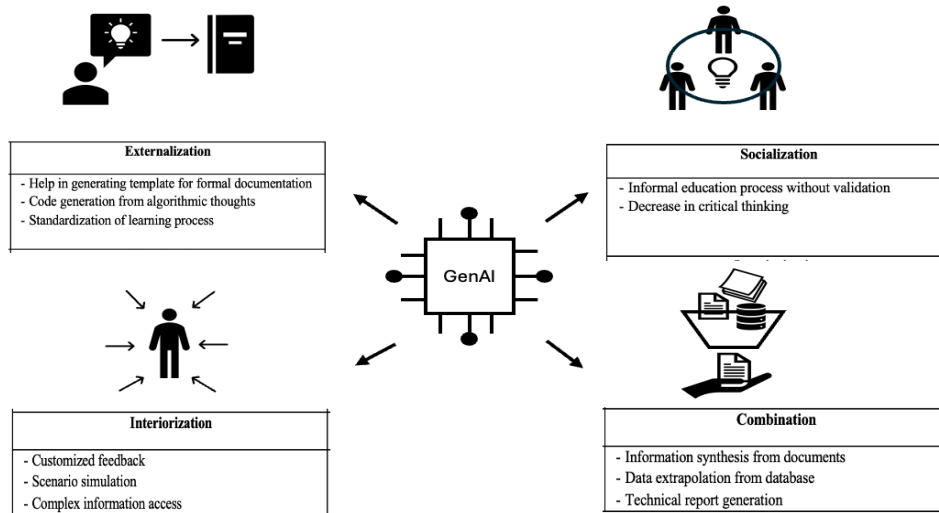 Externalization
- Help in generating template for formal documentation
- Code generation from algorithmic thoughts
- Standardization of learning process
Socialization
- Informal education process without validation
- Decrease in critical thinking
GenAI
Interiorization
- Customized feedback
- Scenario simulation
- Complex information access
Combination
- Information synthesis from documents
- Data extrapolation from database
- Technical report generation